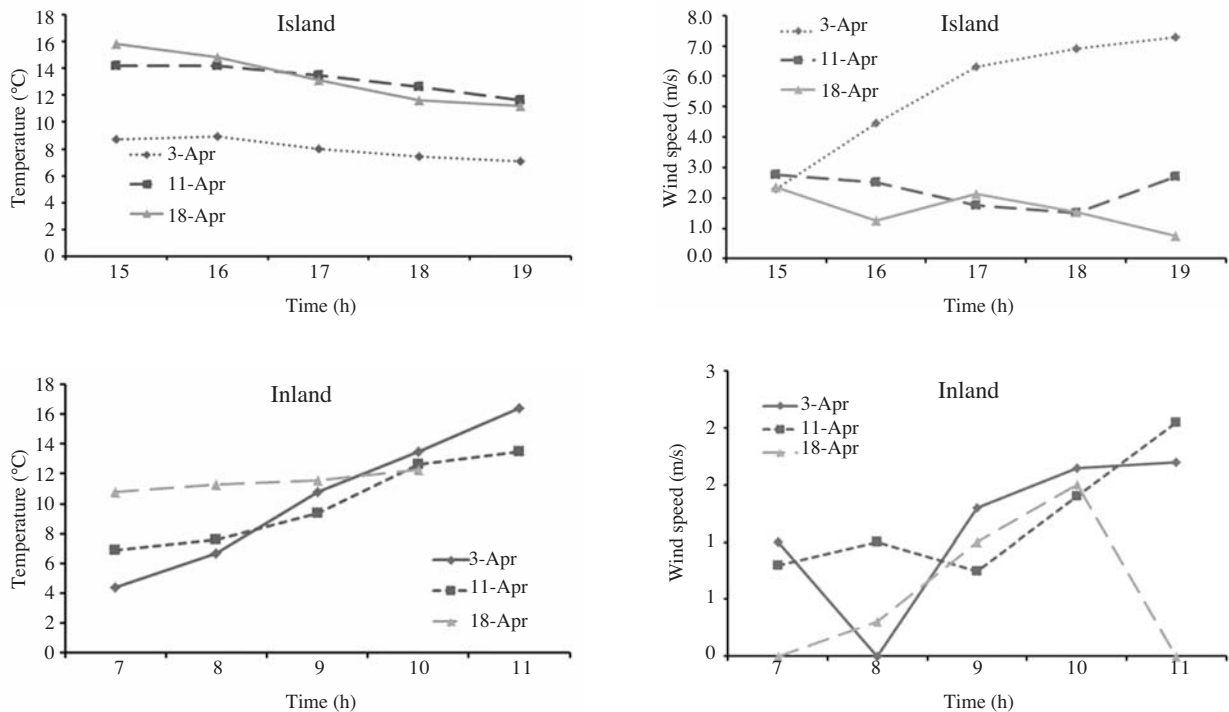 Island
Temperature (°C)
18
16
14
12
10
8
6
4
2
0
3-Apr
11-Apr
18-Apr
15 16 17 18 19
Time (h)
Island
Wind speed (m/s)
8.0
7.0
6.0
5.0
4.0
3.0
2.0
1.0
0.0
3-Apr
11-Apr
18-Apr
15 16 17 18 19
Time (h)
Inland
Temperature (°C)
18
16
14
12
10
8
6
4
2
0
3-Apr
11-Apr
18-Apr
7 8 9 10 11
Time (h)
Inland
Wind speed (m/s)
3
2
2
1
1
0
3-Apr
11-Apr
18-Apr
7 8 9 10 11
Time (h)